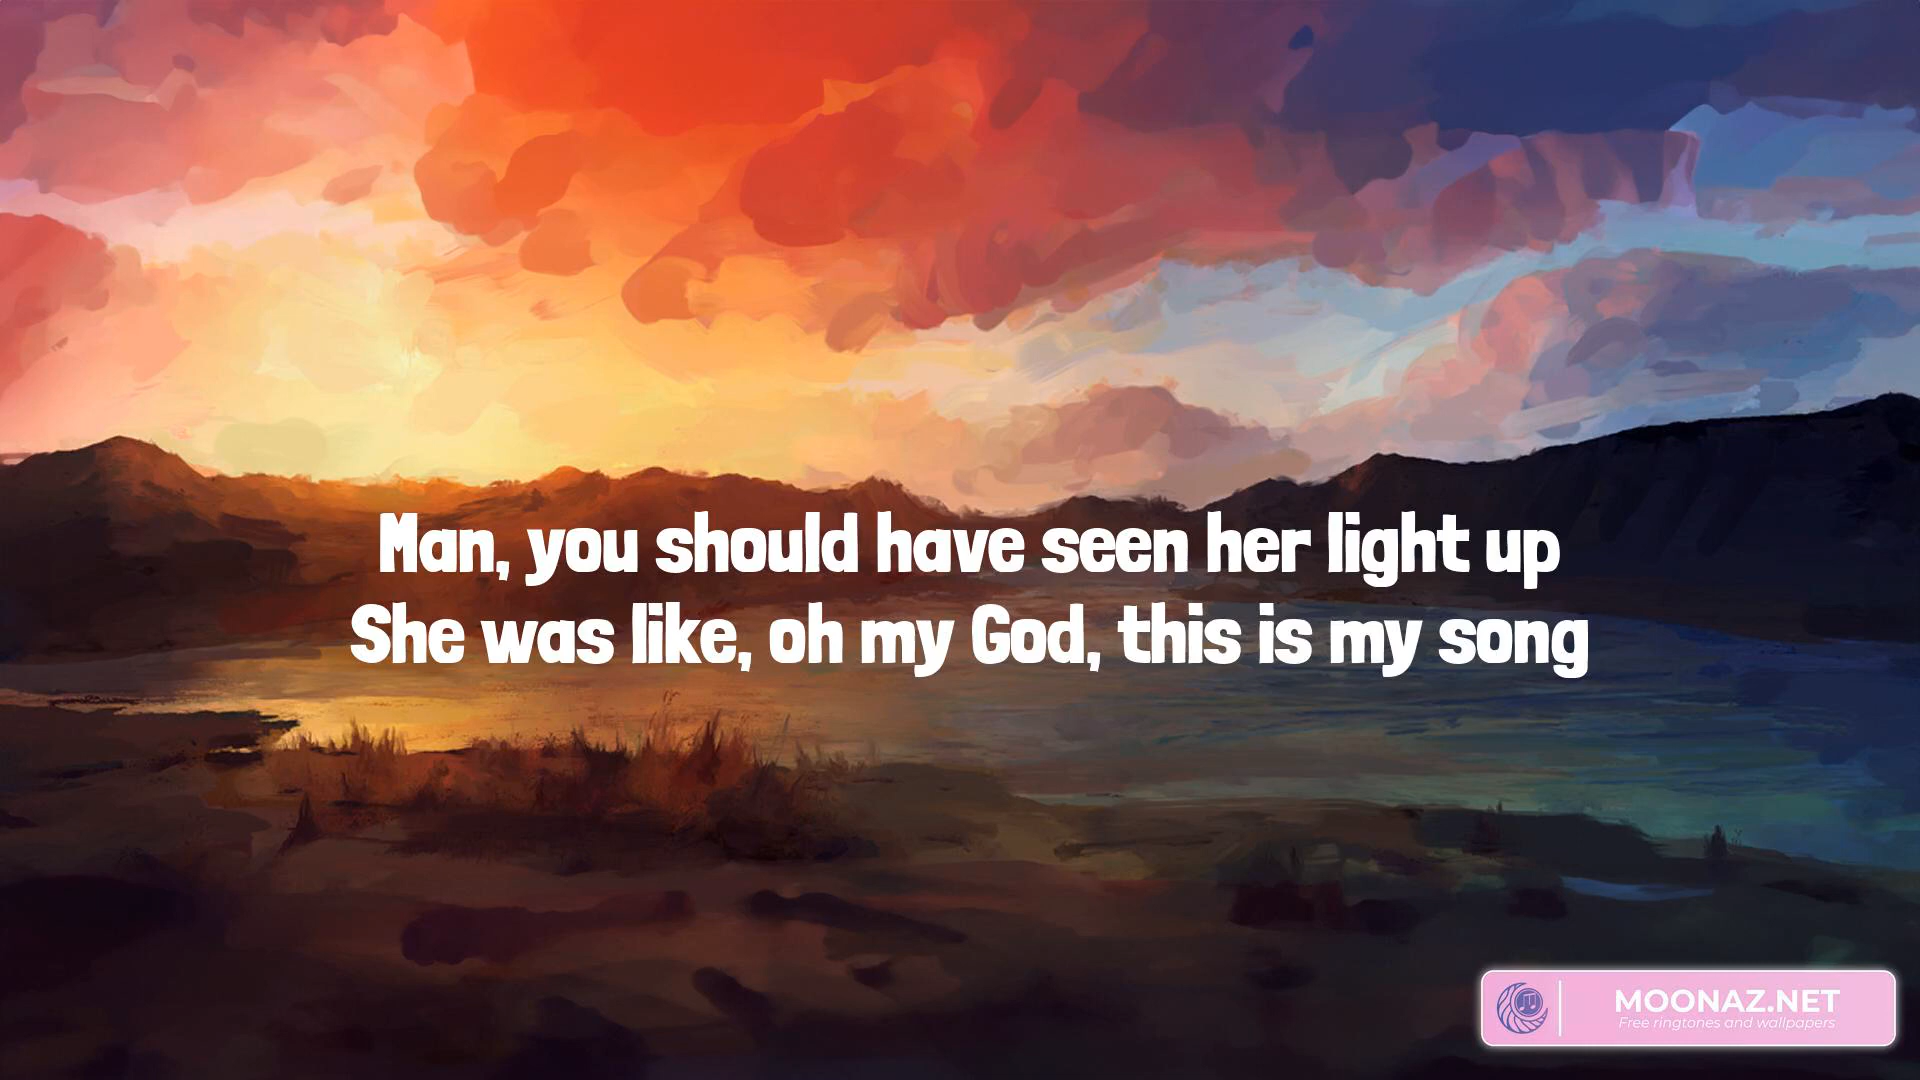 Man, you should have seen her light up
She was like, oh my God, this is my song
MOONAZ.NET
Free ringtones and wallpapers